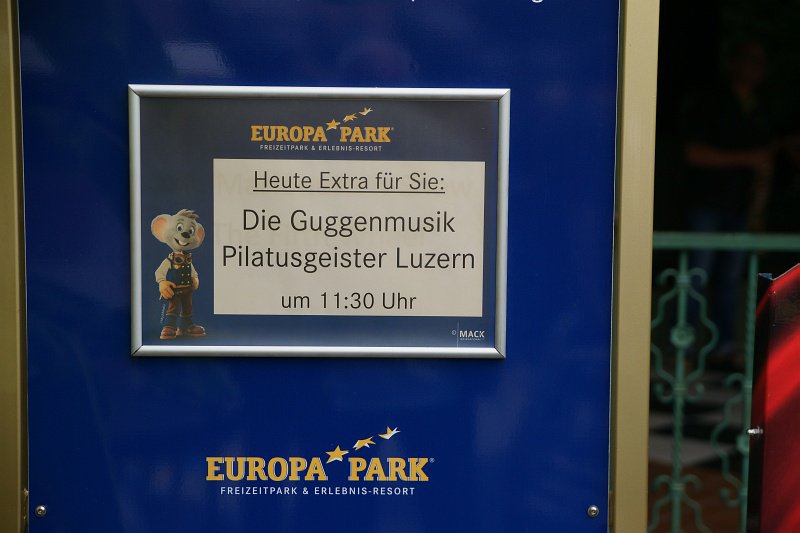 EUROPA PARK®
FREIZEITPARK & ERLEBNIS-RESORT
Heute Extra für Sie:
Die Guggenmusik
Pilatusgeister Luzern
um 11:30 Uhr
© MACK
EUROPA PARK®
FREIZEITPARK & ERLEBNIS-RESORT